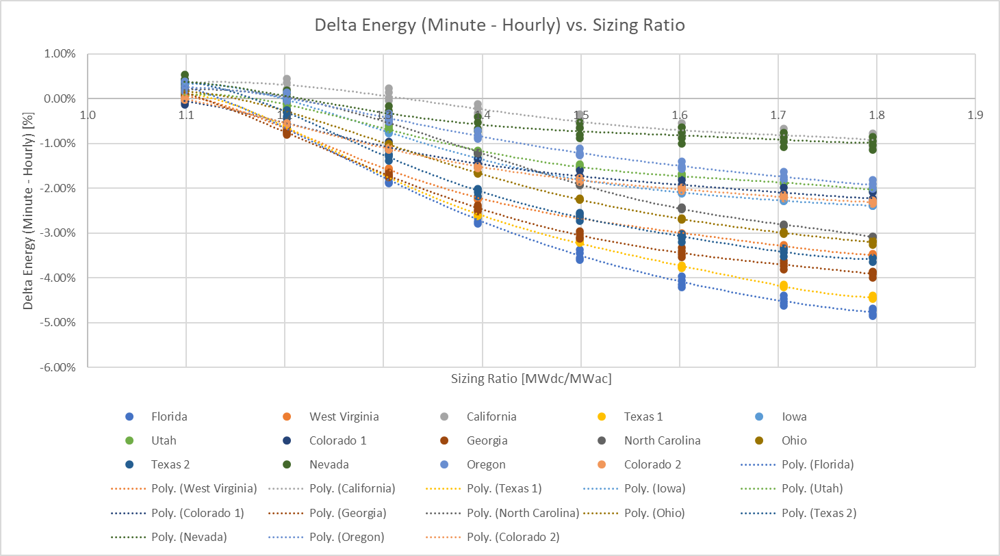 Delta Energy (Minute - Hourly) vs. Sizing Ratio
1.00%
0.00%
1.0 1.1 1.2 1.3 1.4 1.5 1.6 1.7 1.8 1.9
-1.00%
-2.00%
-3.00%
-4.00%
-5.00%
-6.00%
Delta Energy (Minute - Hourly) [%]
Sizing Ratio [MWdc/MWac]
Florida West Virginia California Texas 1 Iowa
Utah Colorado 1 Georgia North Carolina Ohio
Texas 2 Nevada Oregon Colorado 2 Poly. (Florida)
Poly. (West Virginia) Poly. (California) Poly. (Texas 1) Poly. (Iowa) Poly. (Utah)
Poly. (Colorado 1) Poly. (Georgia) Poly. (North Carolina) Poly. (Ohio) Poly. (Texas 2)
Poly. (Nevada) Poly. (Oregon) Poly. (Colorado 2)